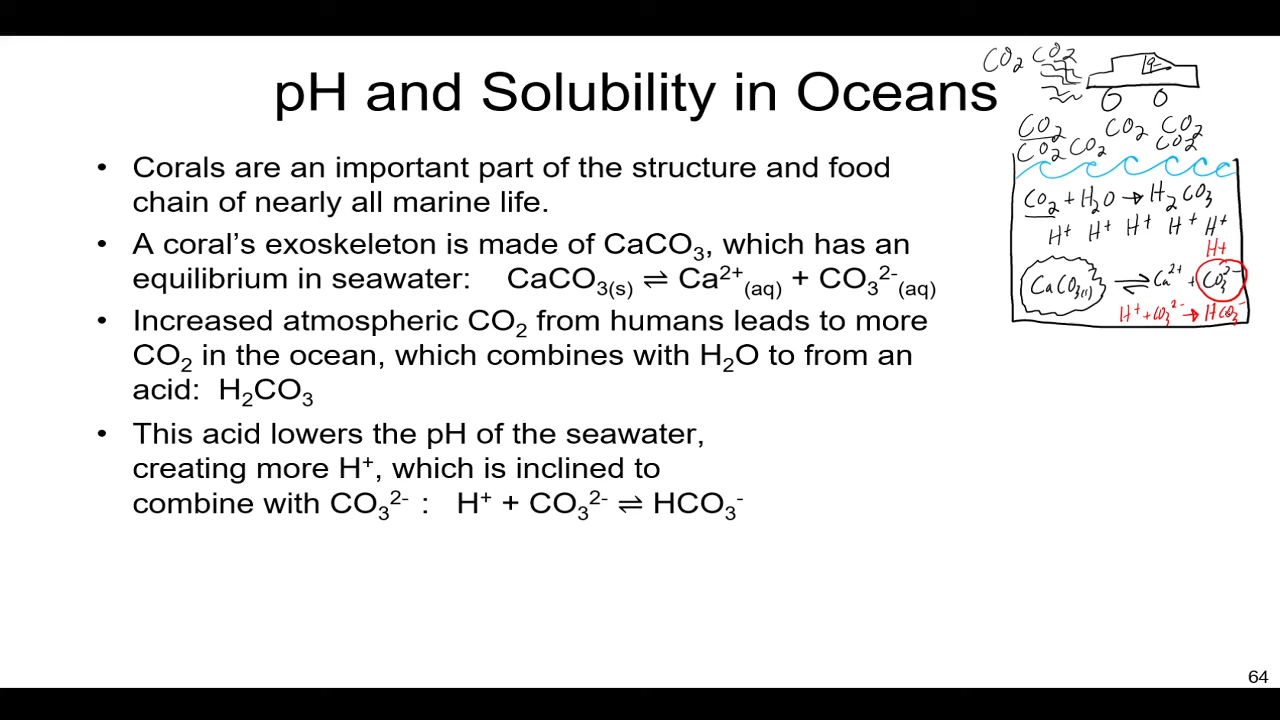 pH and Solubility in Oceans
• Corals are an important part of the structure and food
chain of nearly all marine life.
• A coral's exoskeleton is made of CaCO₃, which has an
equilibrium in seawater: CaCO₃(s) ⇌ Ca²⁺(aq) + CO₃²⁻(aq)
• Increased atmospheric CO₂ from humans leads to more
CO₂ in the ocean, which combines with H₂O to from an
acid: H₂CO₃
• This acid lowers the pH of the seawater,
creating more H⁺, which is inclined to
combine with CO₃²⁻ : H⁺ + CO₃²⁻ ⇌ HCO₃⁻
CO₂ CO₂
CO₂ CO₂ CO₂
CO₂ CO₂ CO₂
CO₂ + H₂O → H₂CO₃
H⁺ H⁺ H⁺ H⁺ H⁺
H⁺
CaCO₃(s) ⇌ Ca²⁺ + CO₃²⁻
H⁺ + CO₃²⁻ → HCO₃⁻
64